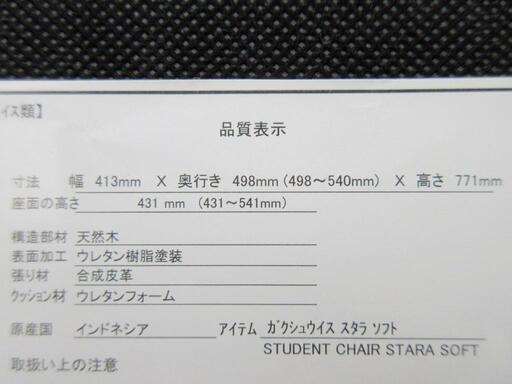 ｲｽ類】
品質表示
寸法 幅 413mm X 奥行き 498mm (498～540mm) X 高さ 771mm
座面の高さ 431 mm (431～541mm)
構造部材 天然木
表面加工 ウレタン樹脂塗装
張り材 合成皮革
ｸｯｼｮﾝ材 ウレタンフォーム
原産国 インドネシア アイテム ｶﾞｸｼｭｳｲｽ ｽﾀﾗ ｿﾌﾄ
STUDENT CHAIR STARA SOFT
取扱い上の注意